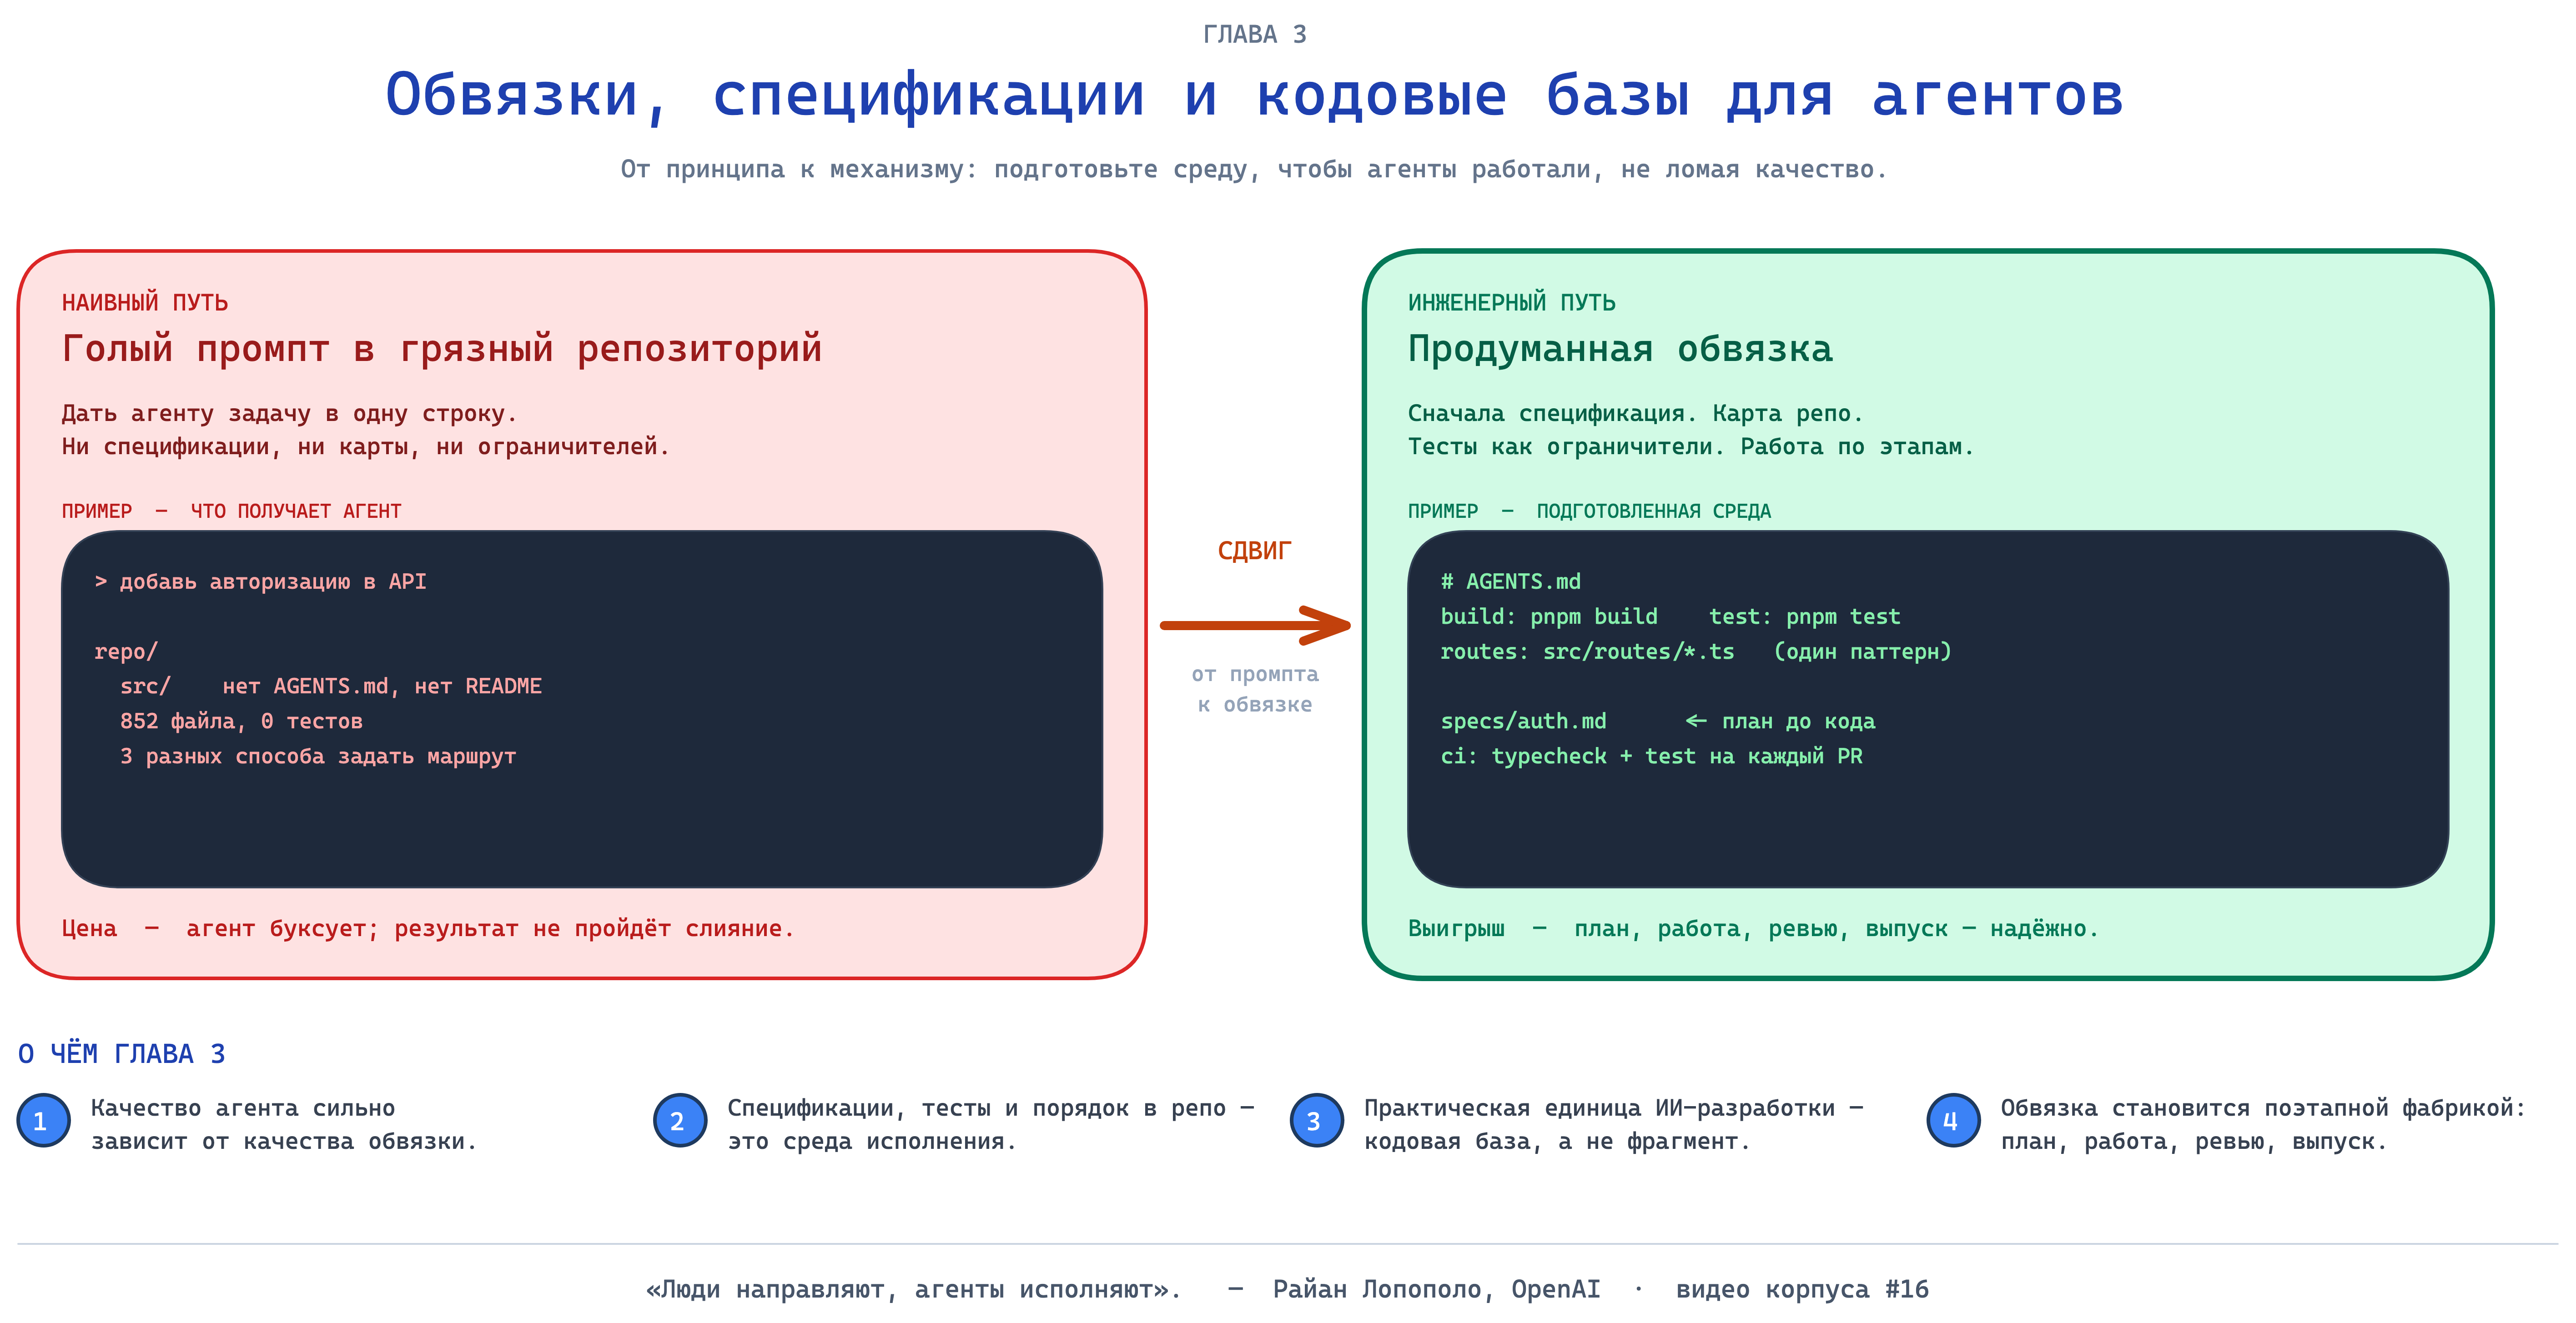 ГЛАВА 3
Обвязки, спецификации и кодовые базы для агентов
От принципа к механизму: подготовьте среду, чтобы агенты работали, не ломая качество.
НАИВНЫЙ ПУТЬ
Голый промпт в грязный репозиторий
Дать агенту задачу в одну строку.
Ни спецификации, ни карты, ни ограничителей.
ПРИМЕР — ЧТО ПОЛУЧАЕТ АГЕНТ
> добавь авторизацию в API
repo/
src/    нет AGENTS.md, нет README
852 файла, 0 тестов
3 разных способа задать маршрут
Цена — агент буксует; результат не пройдёт слияние.
СДВИГ
от промпта
к обвязке
ИНЖЕНЕРНЫЙ ПУТЬ
Продуманная обвязка
Сначала спецификация. Карта репо.
Тесты как ограничители. Работа по этапам.
ПРИМЕР — ПОДГОТОВЛЕННАЯ СРЕДА
# AGENTS.md
build: pnpm build    test: pnpm test
routes: src/routes/*.ts   (один паттерн)
specs/auth.md      ← план до кода
ci: typecheck + test на каждый PR
Выигрыш — план, работа, ревью, выпуск — надёжно.
О ЧЁМ ГЛАВА 3
1
Качество агента сильно
зависит от качества обвязки.
2
Спецификации, тесты и порядок в репо —
это среда исполнения.
3
Практическая единица ИИ-разработки —
кодовая база, а не фрагмент.
4
Обвязка становится поэтапной фабрикой:
план, работа, ревью, выпуск.
«Люди направляют, агенты исполняют». — Райан Лопополо, OpenAI · видео корпуса #16